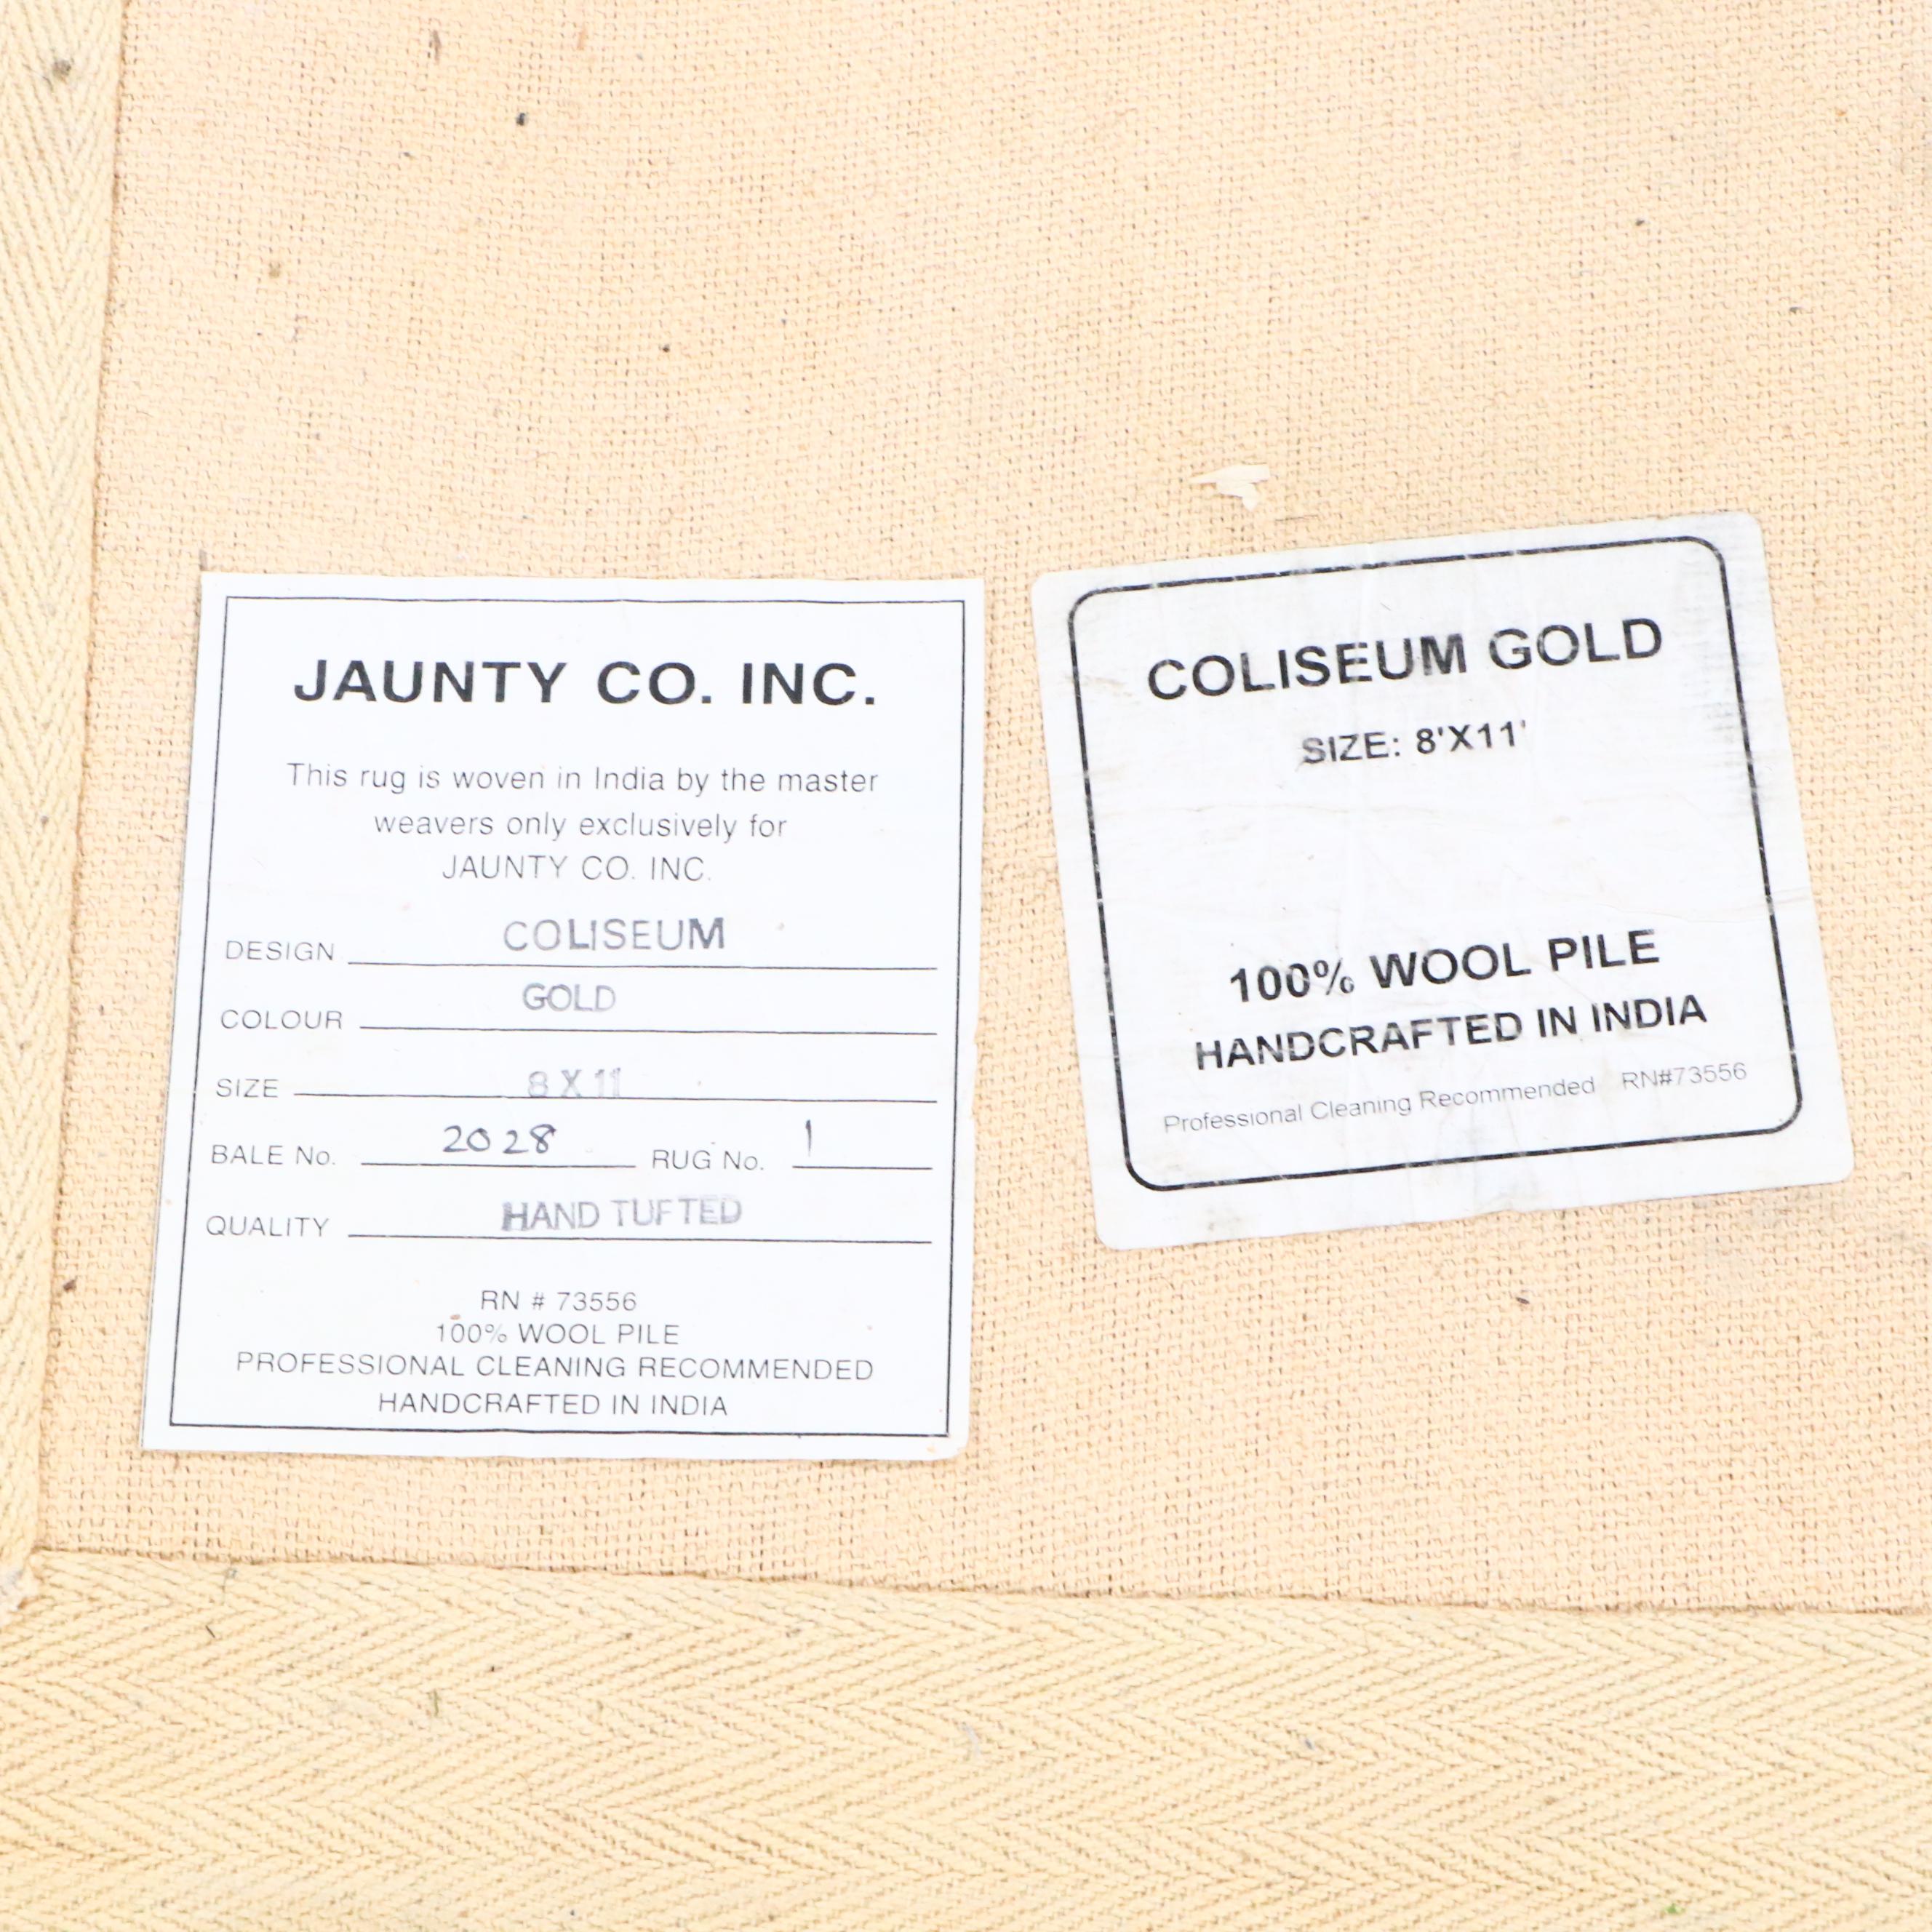 JAUNTY CO. INC.
This rug is woven in India by the master
weavers only exclusively for
JAUNTY CO. INC.
DESIGN COLISEUM
COLOUR GOLD
SIZE 8 X 11
BALE No. 2028 RUG No. 1
QUALITY HAND TUFTED
RN # 73556
100% WOOL PILE
PROFESSIONAL CLEANING RECOMMENDED
HANDCRAFTED IN INDIA
COLISEUM GOLD
SIZE: 8'X11'
100% WOOL PILE
HANDCRAFTED IN INDIA
Professional Cleaning Recommended RN#73556